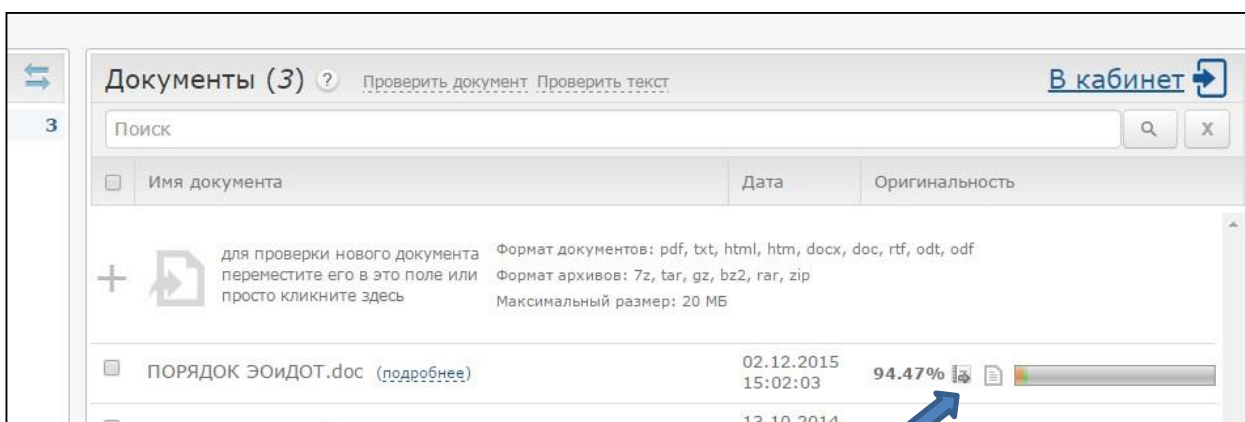 Документы (3) ? Проверить документ Проверить текст В кабинет
3
Поиск X
Имя документа Дата Оригинальность
для проверки нового документа
переместите его в это поле или
просто кликните здесь
Формат документов: pdf, txt, html, htm, docx, doc, rtf, odt, odf
Формат архивов: 7z, tar, gz, bz2, rar, zip
Максимальный размер: 20 МБ
ПОРЯДОК ЭОиДОТ.doc (подробнее) 02.12.2015
15:02:03
94.47%
13.10.2014